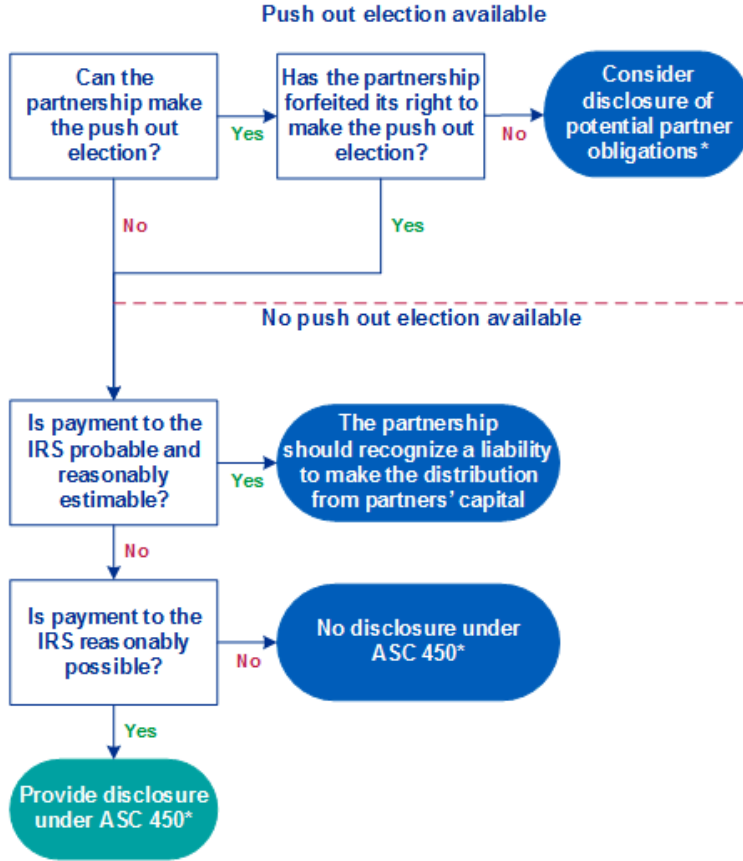 Push out election available
Can the
partnership make
the push out
election?
Yes
Has the partnership
forfeited its right to
make the push out
election?
No
Consider
disclosure of
potential partner
obligations*
No
Yes
No push out election available
Is payment to the
IRS probable and
reasonably
estimable?
Yes
The partnership
should recognize a liability
to make the distribution
from partners' capital
No
Is payment to the
IRS reasonably
possible?
No
No disclosure under
ASC 450*
Yes
Provide disclosure
under ASC 450*